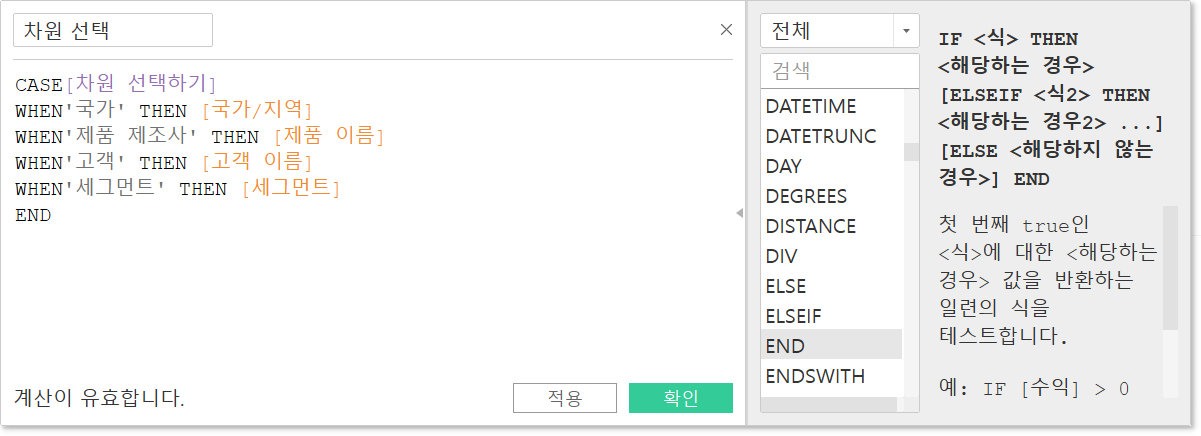 차원 선택
CASE[차원 선택하기]
WHEN'국가' THEN [국가/지역]
WHEN'제품 제조사' THEN [제품 이름]
WHEN'고객' THEN [고객 이름]
WHEN'세그먼트' THEN [세그먼트]
END
계산이 유효합니다.
적용
확인
전체
검색
DATETIME
DATETRUNC
DAY
DEGREES
DISTANCE
DIV
ELSE
ELSEIF
END
ENDSWITH
IF <식> THEN
<해당하는 경우>
[ELSEIF <식2> THEN
<해당하는 경우2> ...]
[ELSE <해당하지 않는
경우>] END
첫 번째 true인
<식>에 대한 <해당하는
경우> 값을 반환하는
일련의 식을
테스트합니다.
예: IF [수익] > 0